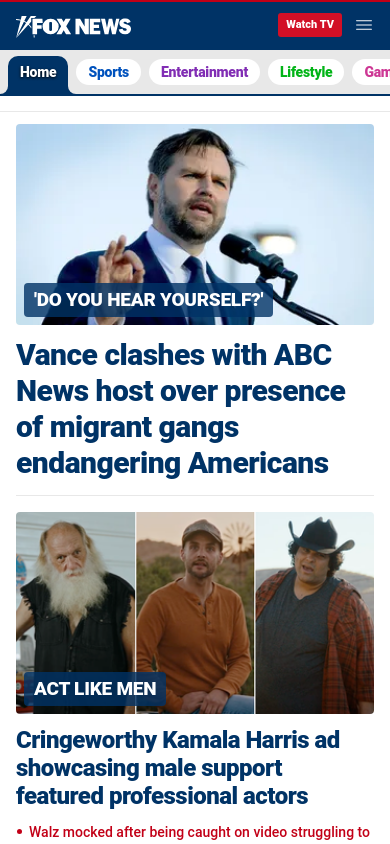 FOX NEWS
Watch TV
Home
Sports
Entertainment
Lifestyle
Gam
'DO YOU HEAR YOURSELF?'
Vance clashes with ABC
News host over presence
of migrant gangs
endangering Americans
ACT LIKE MEN
Cringeworthy Kamala Harris ad
showcasing male support
featured professional actors
• Walz mocked after being caught on video struggling to